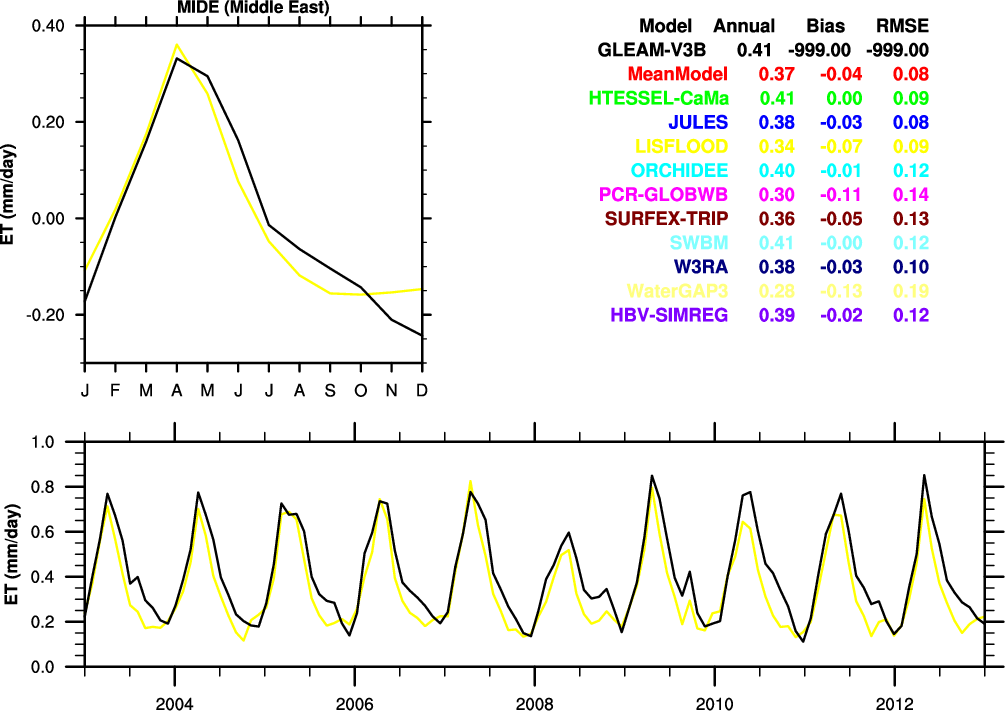 MIDE (Middle East)
0.40
0.20
0.00
-0.20
ET (mm/day)
J F M A M J J A S O N D
Model Annual Bias RMSE
GLEAM-V3B 0.41 -999.00 -999.00
MeanModel 0.37 -0.04 0.08
HTESSEL-CaMa 0.41 0.00 0.09
JULES 0.38 -0.03 0.08
LISFLOOD 0.34 -0.07 0.09
ORCHIDEE 0.40 -0.01 0.12
PCR-GLOBWB 0.30 -0.11 0.14
SURFEX-TRIP 0.36 -0.05 0.13
SWBM 0.41 -0.00 0.12
W3RA 0.38 -0.03 0.10
WaterGAP3 0.28 -0.13 0.19
HBV-SIMREG 0.39 -0.02 0.12
1.0
0.8
0.6
0.4
0.2
0.0
ET (mm/day)
2004 2006 2008 2010 2012